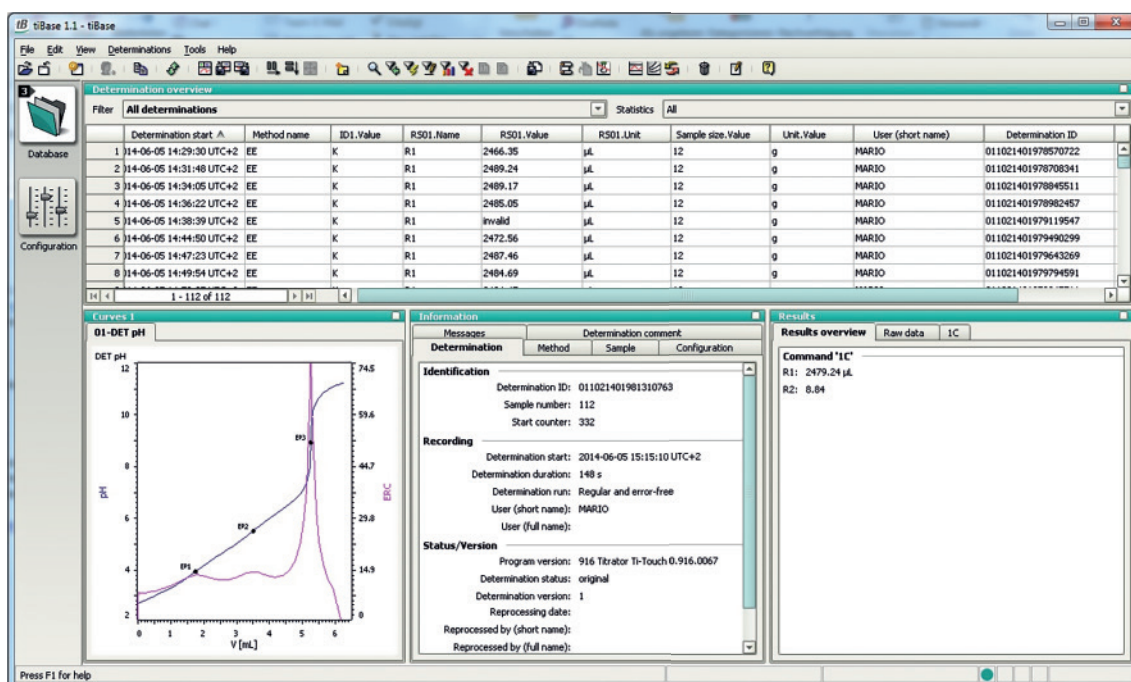 tiBase 1.1 - tiBase
File Edit View Determinations Tools Help
3
Database
Configuration
Determination overview
Filter All determinations Statistics All
Determination start Method name ID1.Value RS01.Name RS01.Value RS01.Unit Sample size.Value Unit.Value User (short name) Determination ID
1 14-06-05 14:29:30 UTC+2 EE K R1 2466.35 µL 12 g MARIO 011021401978570722
2 14-06-05 14:31:48 UTC+2 EE K R1 2489.24 µL 12 g MARIO 011021401978708341
3 14-06-05 14:34:05 UTC+2 EE K R1 2489.17 µL 12 g MARIO 011021401978845511
4 14-06-05 14:36:22 UTC+2 EE K R1 2485.05 µL 12 g MARIO 011021401978982457
5 14-06-05 14:38:39 UTC+2 EE K R1 invalid µL 12 g MARIO 011021401979119547
6 14-06-05 14:44:50 UTC+2 EE K R1 2472.56 µL 12 g MARIO 011021401979490299
7 14-06-05 14:47:23 UTC+2 EE K R1 2487.46 µL 12 g MARIO 011021401979643269
8 14-06-05 14:49:54 UTC+2 EE K R1 2484.69 µL 12 g MARIO 011021401979794591
1 - 112 of 112
Curves 1
01-DET pH
DET pH
12 10 8 6 4 2
pH
74.5 59.6 44.7 29.8 14.9 0
ERC
EP1
EP2
EP3
0 1 2 3 4 5 6
V [mL]
Information
Messages Determination comment
Determination Method Sample Configuration
Identification
Determination ID: 011021401981310763
Sample number: 112
Start counter: 332
Recording
Determination start: 2014-06-05 15:15:10 UTC+2
Determination duration: 148 s
Determination run: Regular and error-free
User (short name): MARIO
User (full name):
Status/Version
Program version: 916 Titrator Ti-Touch 0.916.0067
Determination status: original
Determination version: 1
Reprocessing date:
Reprocessed by (short name):
Reprocessed by (full name):
Results
Results overview Raw data 1C
Command '1C'
R1: 2479.24 µL
R2: 8.84
Press F1 for help